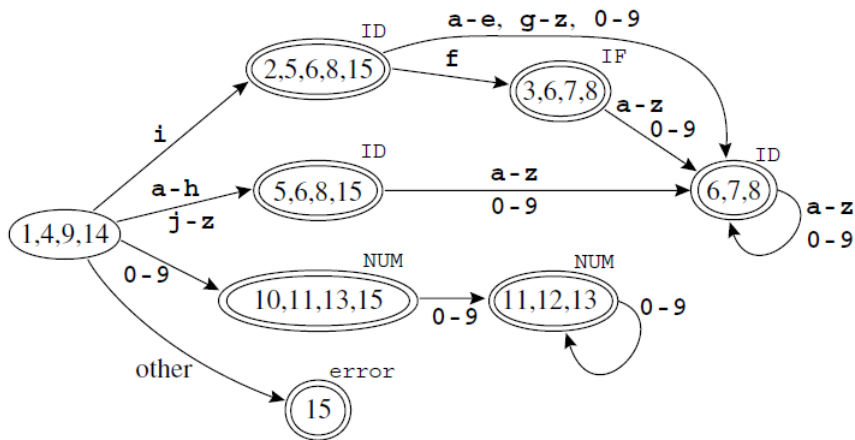 ID
a-e, g-z, 0-9
2,5,6,8,15
f
IF
3,6,7,8
a-z
0-9
i
ID
a-h
j-z
5,6,8,15
a-z
0-9
ID
6,7,8
a-z
0-9
1,4,9,14
0-9
NUM
10,11,13,15
0-9
NUM
11,12,13
0-9
other
error
15